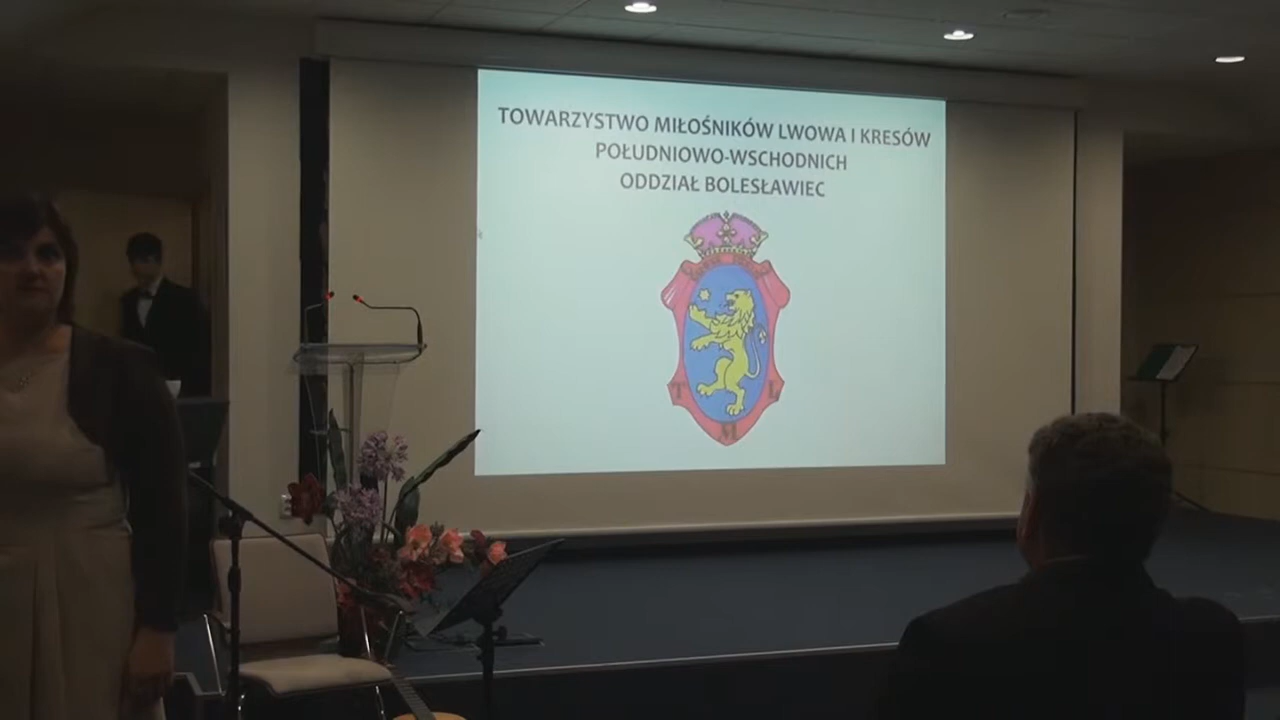 TOWARZYSTWO MIŁOŚNIKÓW LWOWA I KRESÓW
POŁUDNIOWO-WSCHODNICH
ODDZIAŁ BOLESŁAWIEC
T L
M